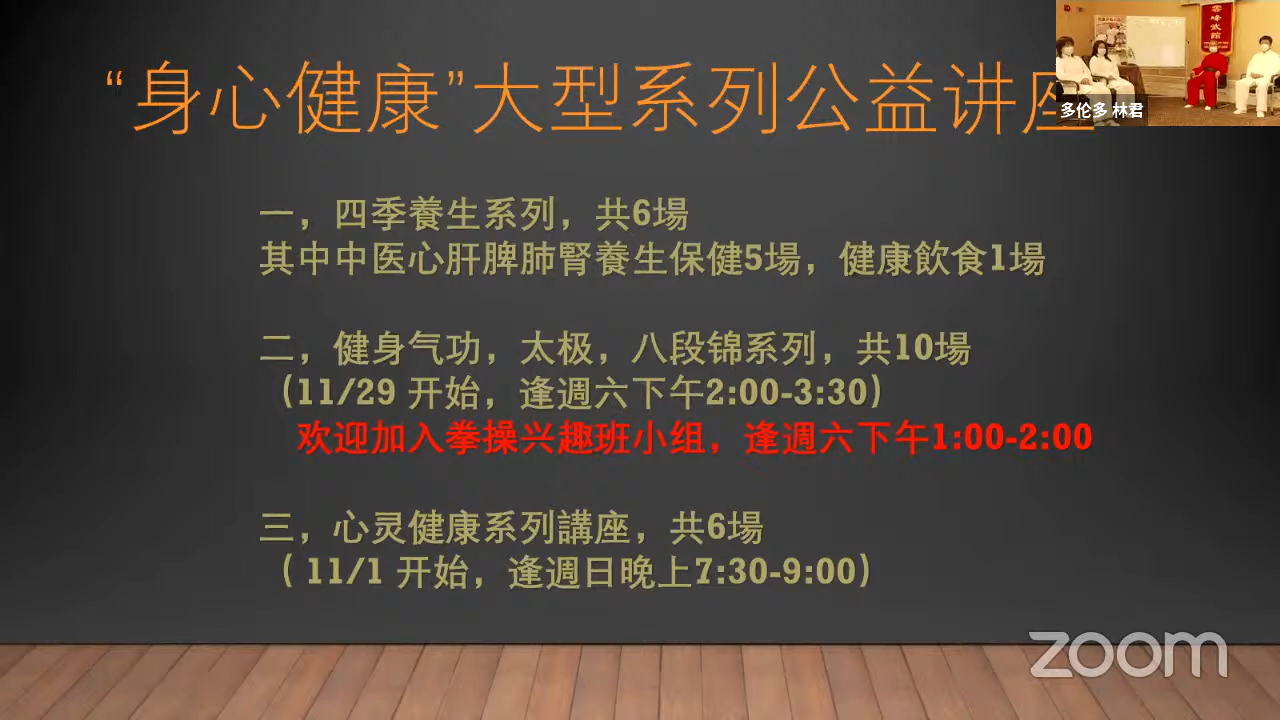 “身心健康”大型系列公益讲座
多伦多 林君
雲峰武館
一，四季養生系列，共6場
其中中医心肝脾肺腎養生保健5場，健康飲食1場
二，健身气功，太极，八段锦系列，共10場
（11/29 开始，逢週六下午2:00-3:30）
欢迎加入拳操兴趣班小组，逢週六下午1:00-2:00
三，心灵健康系列講座，共6場
（ 11/1 开始，逢週日晚上7:30-9:00）
zoom